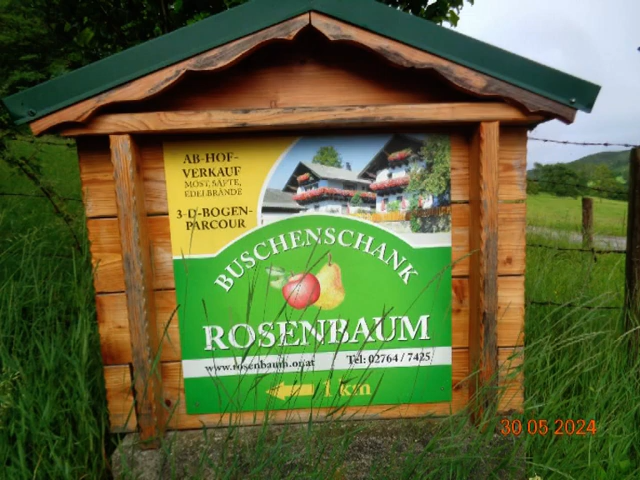 AB-HOF-
VERKAUF
MOST, SÄFTE,
EDELBRÄNDE
3-D-BOGEN-
PARCOUR
BUSCHENSCHANK
ROSENBAUM
www.rosenbaum.or.at Tel: 02764 / 7425
1 km
30 05 2024